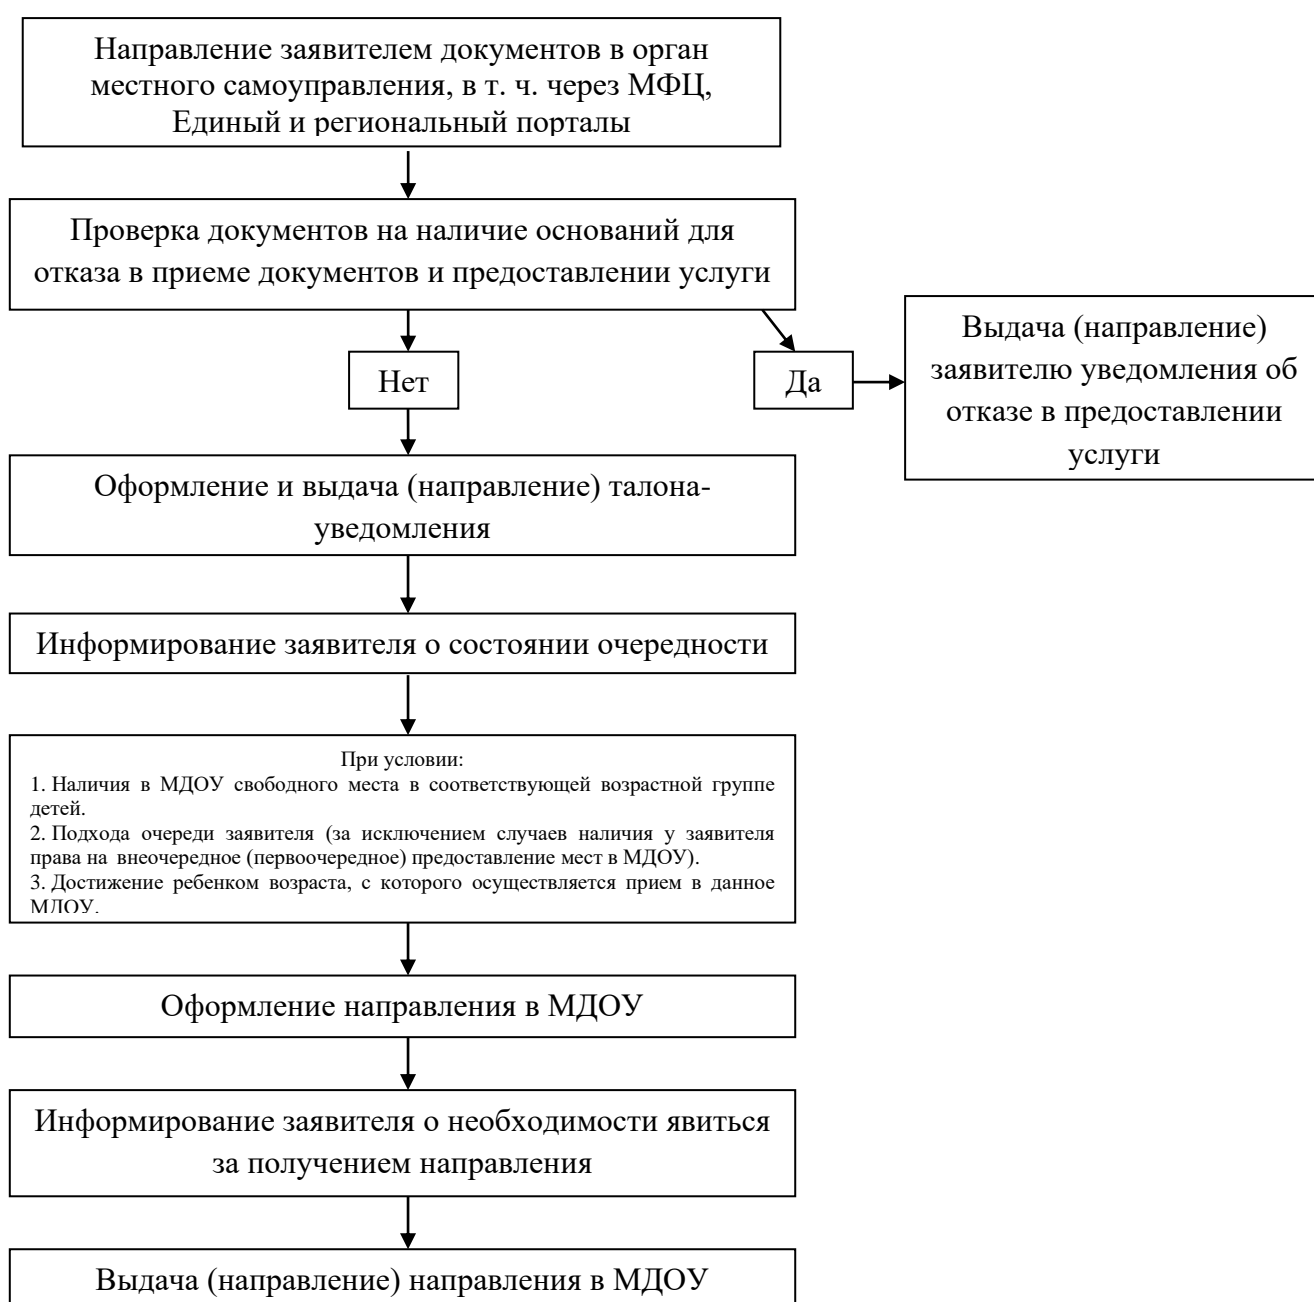 Направление заявителем документов в орган
местного самоуправления, в т. ч. через МФЦ,
Единый и региональный порталы
Проверка документов на наличие оснований для
отказа в приеме документов и предоставлении услуги
Нет
Да
Выдача (направление)
заявителю уведомления об
отказе в предоставлении
услуги
Оформление и выдача (направление) талона-
уведомления
Информирование заявителя о состоянии очередности
При условии:
1. Наличия в МДОУ свободного места в соответствующей возрастной группе
детей.
2. Подхода очереди заявителя (за исключением случаев наличия у заявителя
права на внеочередное (первоочередное) предоставление мест в МДОУ).
3. Достижение ребенком возраста, с которого осуществляется прием в данное
МДОУ.
Оформление направления в МДОУ
Информирование заявителя о необходимости явиться
за получением направления
Выдача (направление) направления в МДОУ